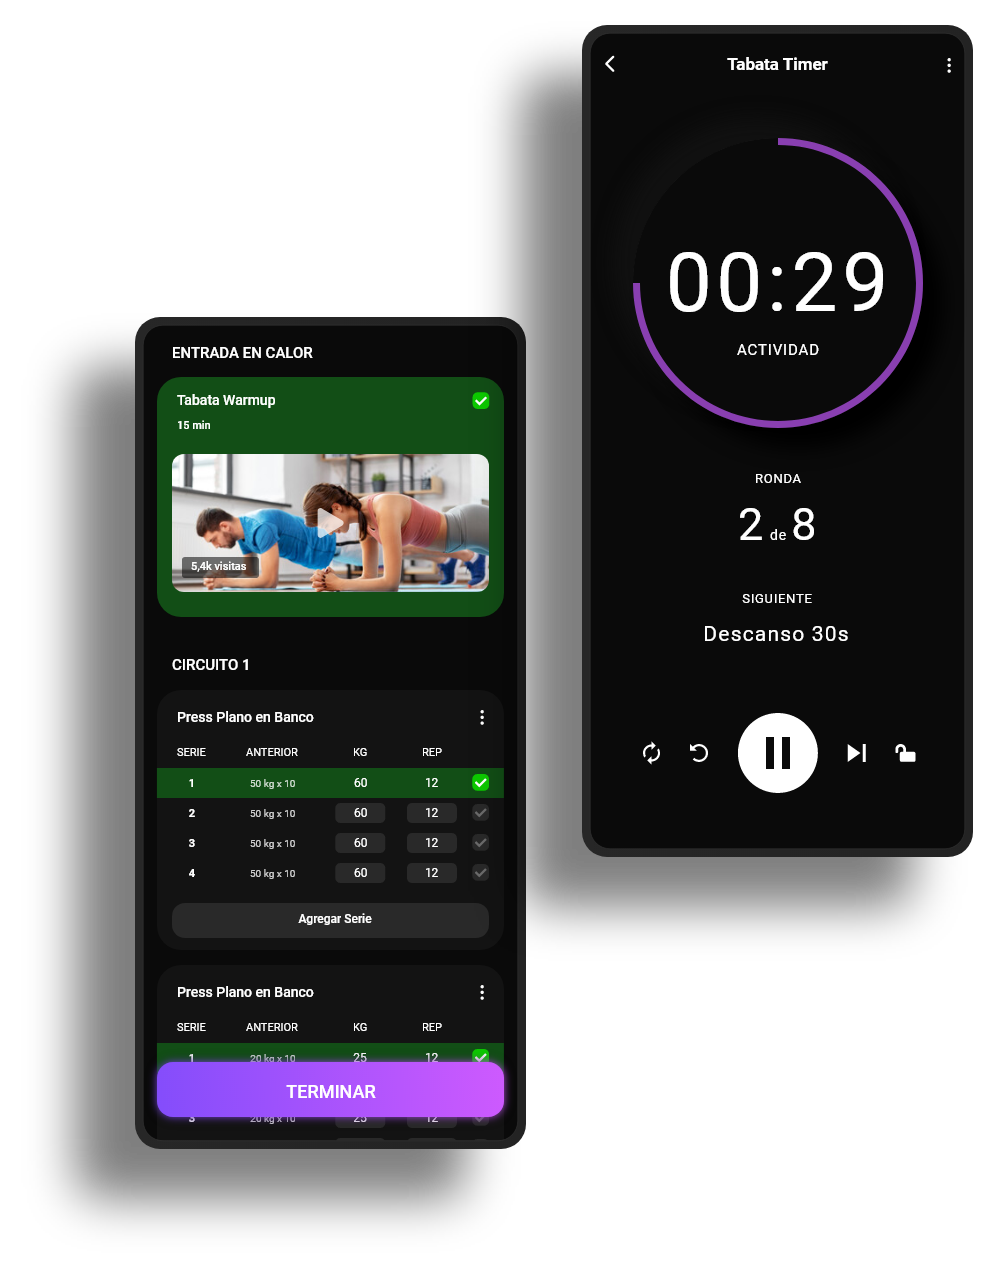 Tabata Timer
00:29
ACTIVIDAD
RONDA
2 de 8
SIGUIENTE
Descanso 30s
ENTRADA EN CALOR
Tabata Warmup
15 min
5,4k visitas
CIRCUITO 1
Press Plano en Banco
SERIE ANTERIOR KG REP
1 50 kg x 10 60 12
2 50 kg x 10 60 12
3 50 kg x 10 60 12
4 50 kg x 10 60 12
Agregar Serie
Press Plano en Banco
SERIE ANTERIOR KG REP
1 20 kg x 10 25 12
TERMINAR
3 20 kg x 10 25 12